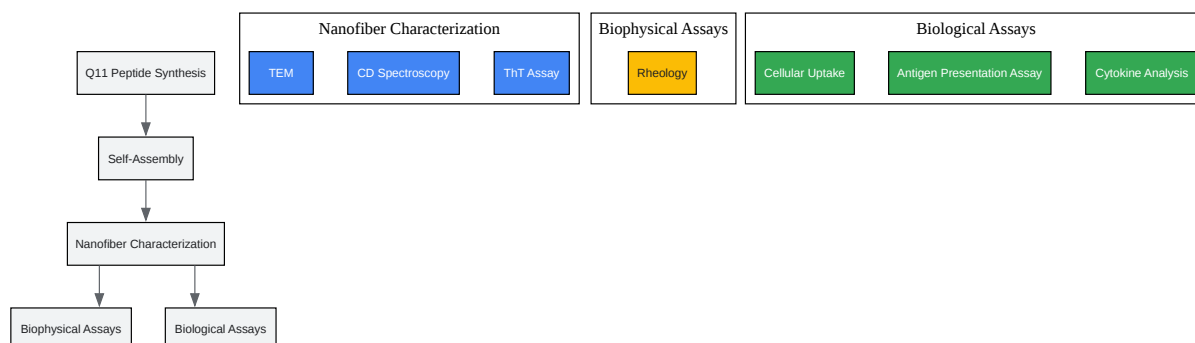 Nanofiber Characterization
Biophysical Assays
Biological Assays
Q11 Peptide Synthesis
TEM
CD Spectroscopy
ThT Assay
Rheology
Cellular Uptake
Antigen Presentation Assay
Cytokine Analysis
Self-Assembly
Nanofiber Characterization
Biophysical Assays
Biological Assays